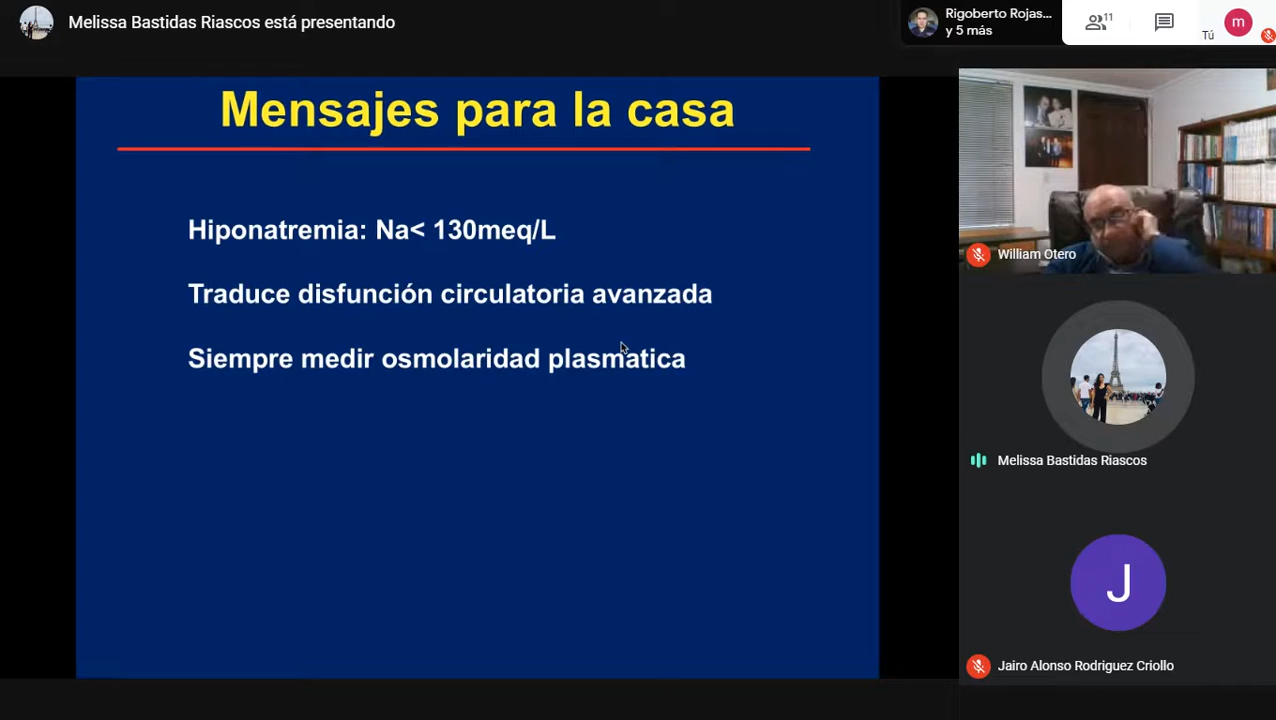 Melissa Bastidas Riascos está presentando
Rigoberto Rojas...
y 5 más
11
Tú
m
Mensajes para la casa
Hiponatremia: Na< 130meq/L
Traduce disfunción circulatoria avanzada
Siempre medir osmolaridad plasmatica
William Otero
Melissa Bastidas Riascos
J
Jairo Alonso Rodriguez Criollo